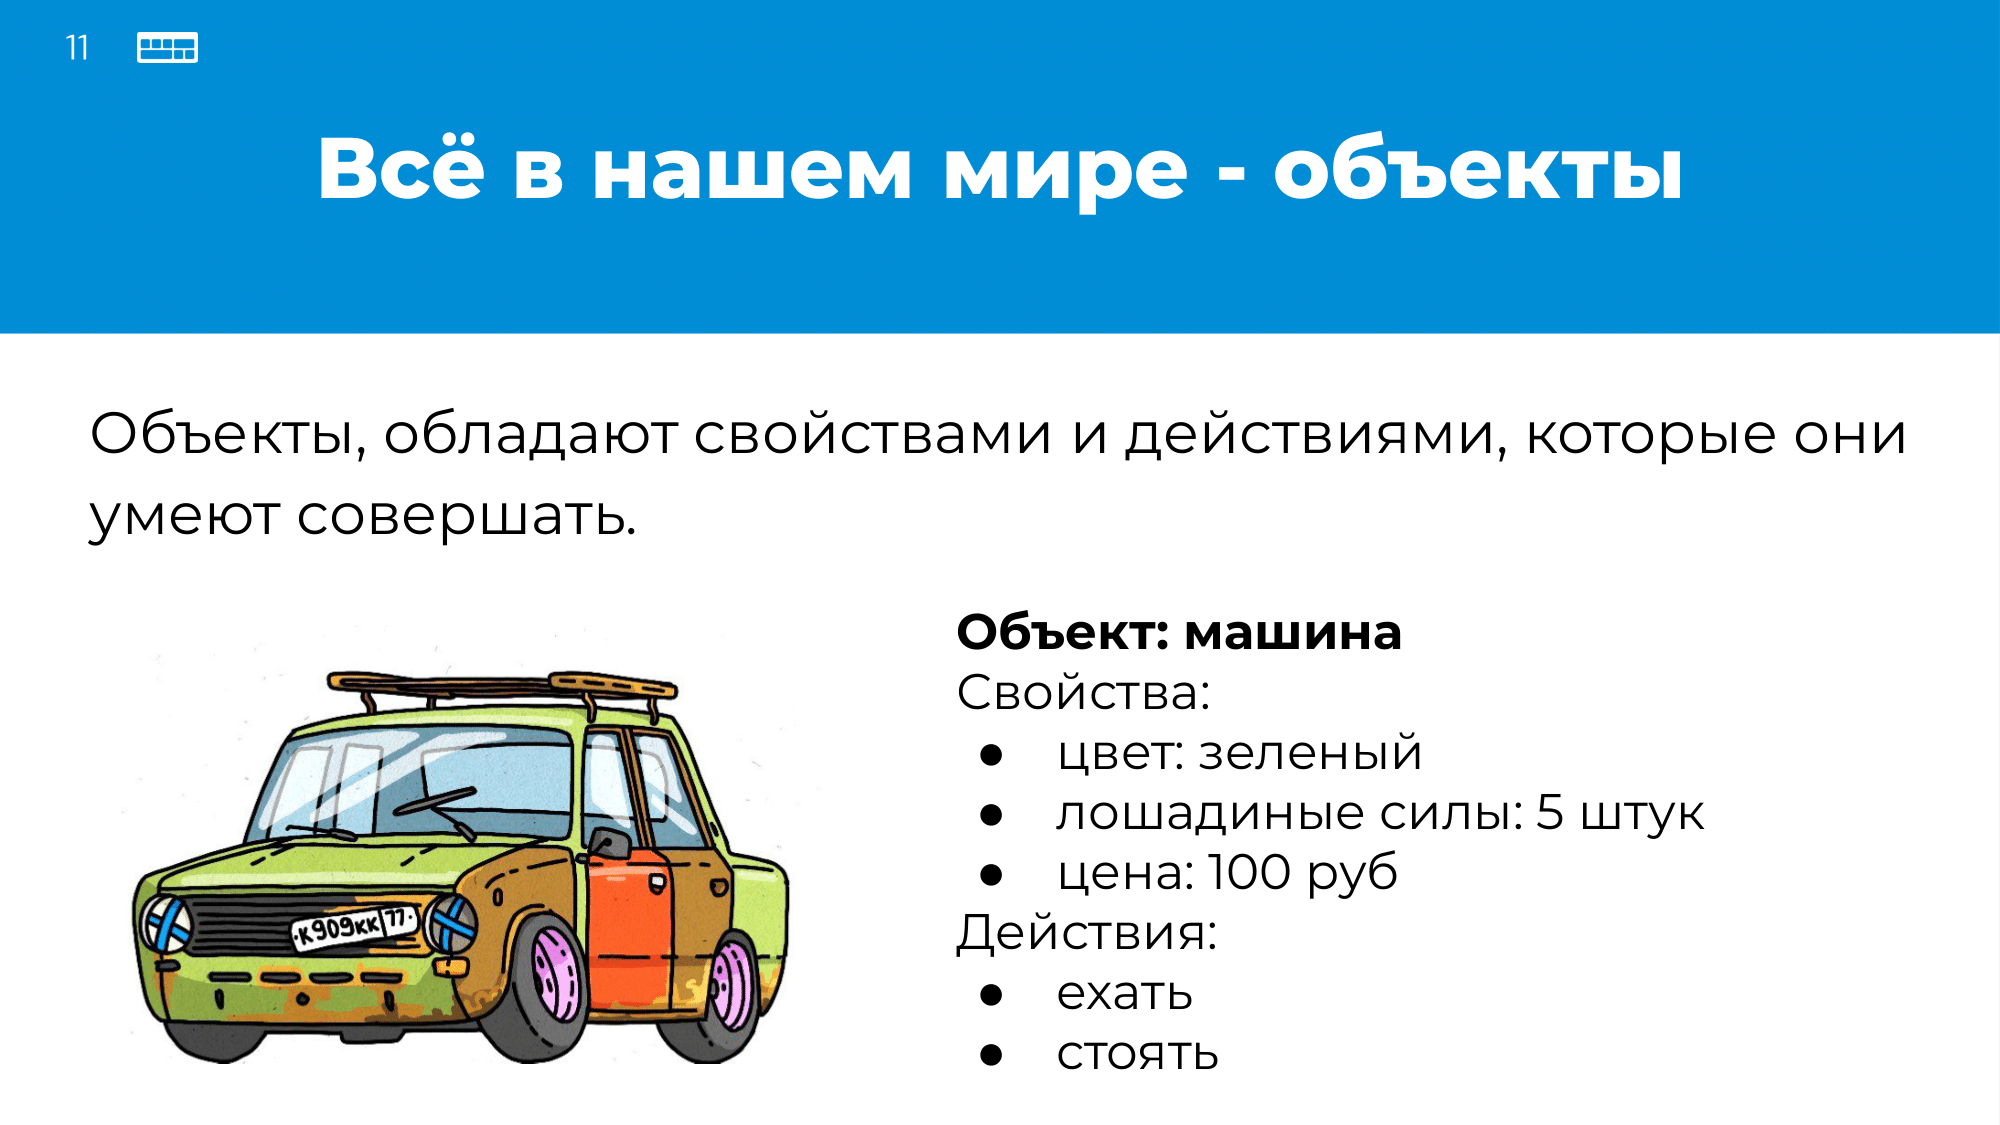 11
Всё в нашем мире - объекты
Объекты, обладают свойствами и действиями, которые они
умеют совершать.
Объект: машина
Свойства:
● цвет: зеленый
● лошадиные силы: 5 штук
● цена: 100 руб
Действия:
● ехать
● стоять
·К909КК|77·